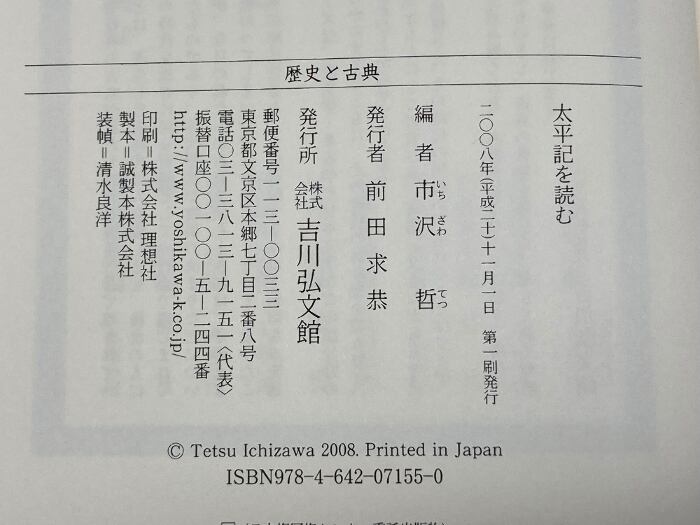 歴史と古典
太平記を読む
二〇〇八年(平成二十)十一月一日 第一刷発行
編者 市沢 哲
いち ざわ てつ
発行者 前田求恭
発行所 株式会社 吉川弘文館
郵便番号一一三―〇〇三三
東京都文京区本郷七丁目二番八号
電話〇三―三八一三―九一五一〈代表〉
振替口座〇〇一〇〇―五―二四四番
http://www.yoshikawa-k.co.jp/
印刷=株式会社 理想社
製本=誠製本株式会社
装幀=清水良洋
© Tetsu Ichizawa 2008. Printed in Japan
ISBN978-4-642-07155-0